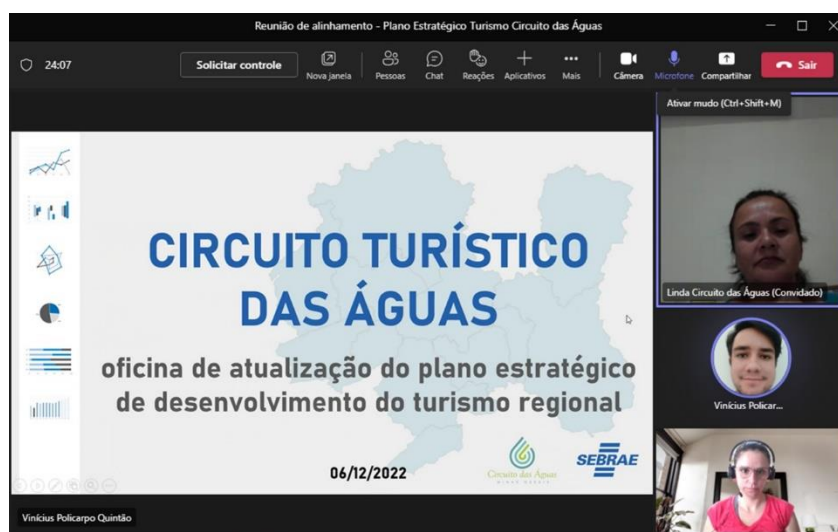 Reunião de alinhamento - Plano Estratégico Turismo Circuito das Águas
24:07
Solicitar controle
Nova janela
Pessoas
Chat
Reações
Aplicativos
Mais
Câmera
Microfone
Compartilhar
Sair
Ativar mudo (Ctrl+Shift+M)
CIRCUITO TURÍSTICO
DAS ÁGUAS
oficina de atualização do plano estratégico
de desenvolvimento do turismo regional
06/12/2022
Circuito das Águas
MINAS GERAIS
SEBRAE
Linda Circuito das Águas (Convidado)
Vinícius Policar...
Vinícius Policarpo Quintão